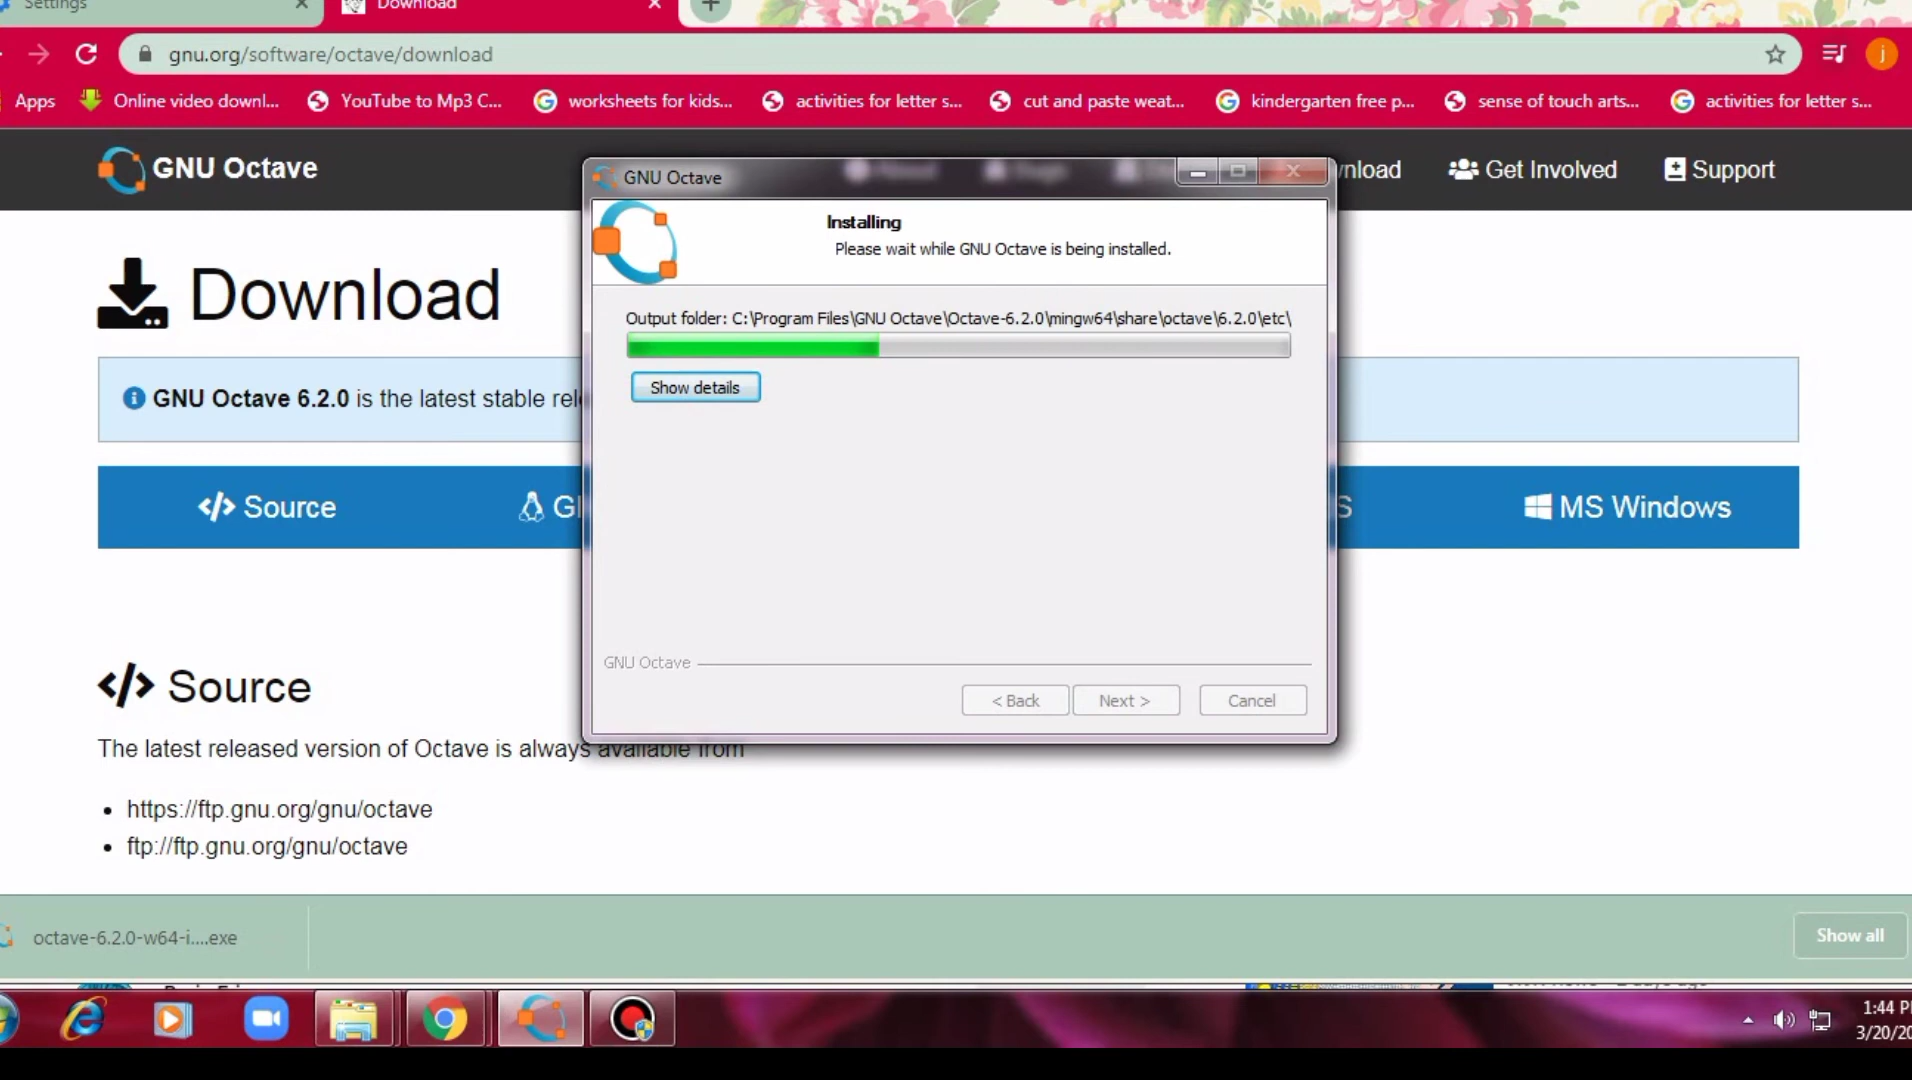 Settings
Download
gnu.org/software/octave/download
j
Apps
Online video downl...
YouTube to Mp3 C...
worksheets for kids...
activities for letter s...
cut and paste weat...
kindergarten free p...
sense of touch arts...
activities for letter s...
GNU Octave
Get Involved
Support
GNU Octave
Installing
Please wait while GNU Octave is being installed.
Output folder: C:\Program Files\GNU Octave\Octave-6.2.0\mingw64\share\octave\6.2.0\etc\
Show details
GNU Octave
< Back
Next >
Cancel
Download
GNU Octave 6.2.0 is the latest stable
Source
MS Windows
Source
The latest released version of Octave is always available from
https://ftp.gnu.org/gnu/octave
ftp://ftp.gnu.org/gnu/octave
octave-6.2.0-w64-i....exe
Show all
1:44
3/20/20